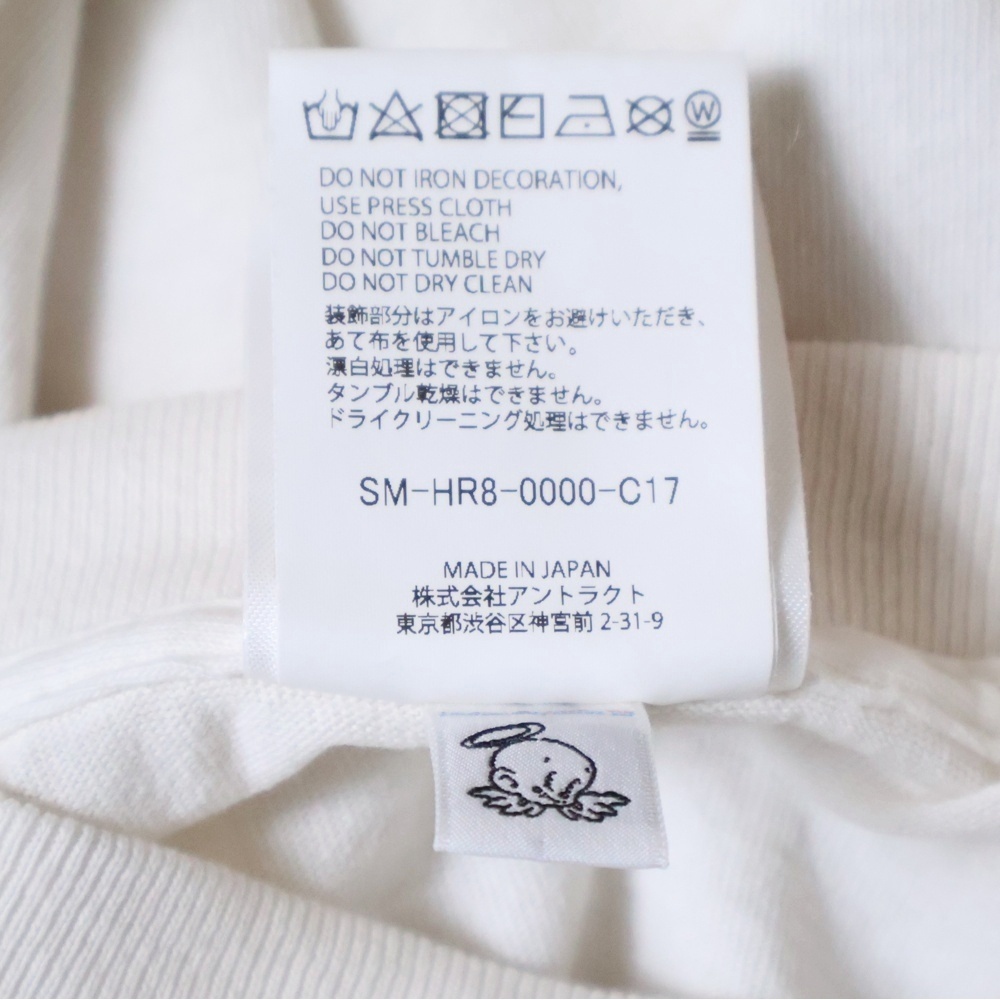 W
DO NOT IRON DECORATION,
USE PRESS CLOTH
DO NOT BLEACH
DO NOT TUMBLE DRY
DO NOT DRY CLEAN
装飾部分はアイロンをお避けいただき、
あて布を使用して下さい。
漂白処理はできません。
タンブル乾燥はできません。
ドライクリーニング処理はできません。
SM-HR8-0000-C17
MADE IN JAPAN
株式会社アントラクト
東京都渋谷区神宮前 2-31-9